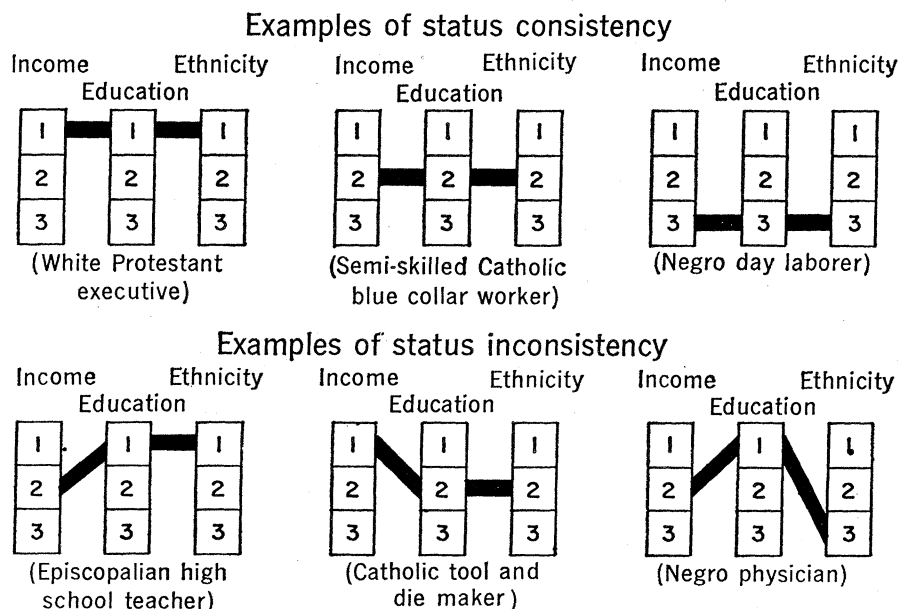 Examples of status consistency
Income Ethnicity Income Ethnicity Income Ethnicity
Education Education Education
1 1 1 1 1 1 1 1 1
2 2 2 2 2 2 2 2 2
3 3 3 3 3 3 3 3 3
(White Protestant (Semi-skilled Catholic (Negro day laborer)
executive) blue collar worker)
Examples of status inconsistency
Income Ethnicity Income Ethnicity Income Ethnicity
Education Education Education
1 1 1 1 1 1 1 1 1
2 2 2 2 2 2 2 2 2
3 3 3 3 3 3 3 3 3
(Episcopalian high (Catholic tool and (Negro physician)
school teacher) die maker)